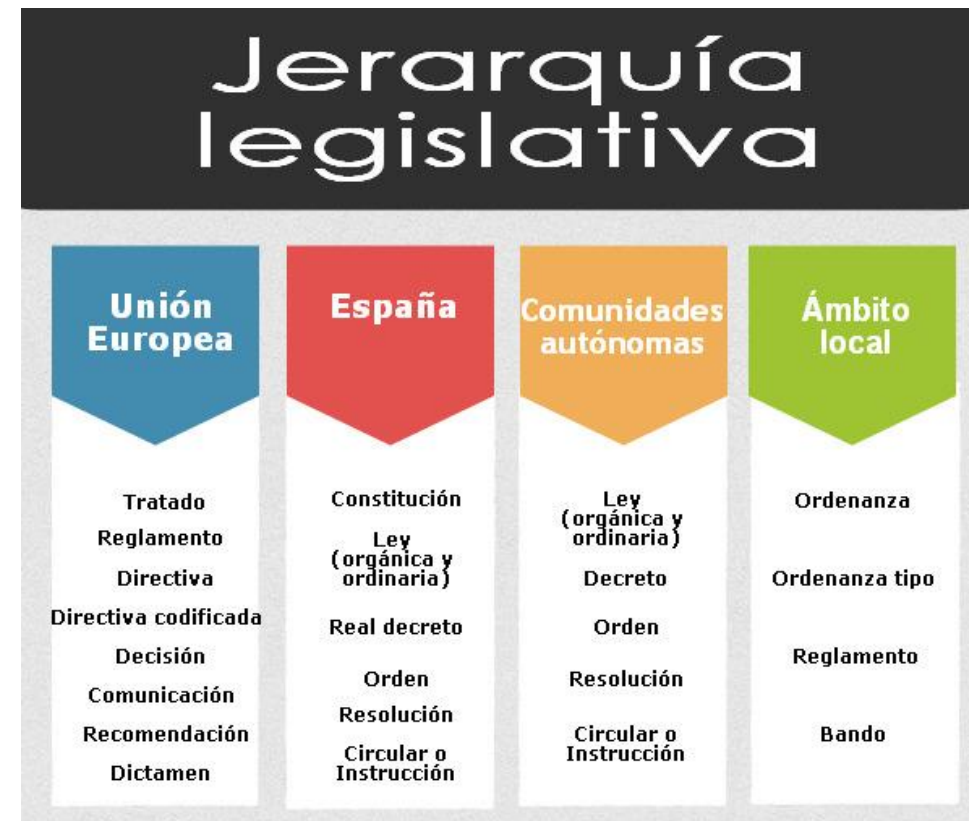 Jerarquía
legislativa
Unión
Europea
Tratado
Reglamento
Directiva
Directiva codificada
Decisión
Comunicación
Recomendación
Dictamen
España
Constitución
Ley
(orgánica y
ordinaria)
Real decreto
Orden
Resolución
Circular o
Instrucción
Comunidades
autónomas
Ley
(orgánica y
ordinaria)
Decreto
Orden
Resolución
Circular o
Instrucción
Ámbito
local
Ordenanza
Ordenanza tipo
Reglamento
Bando